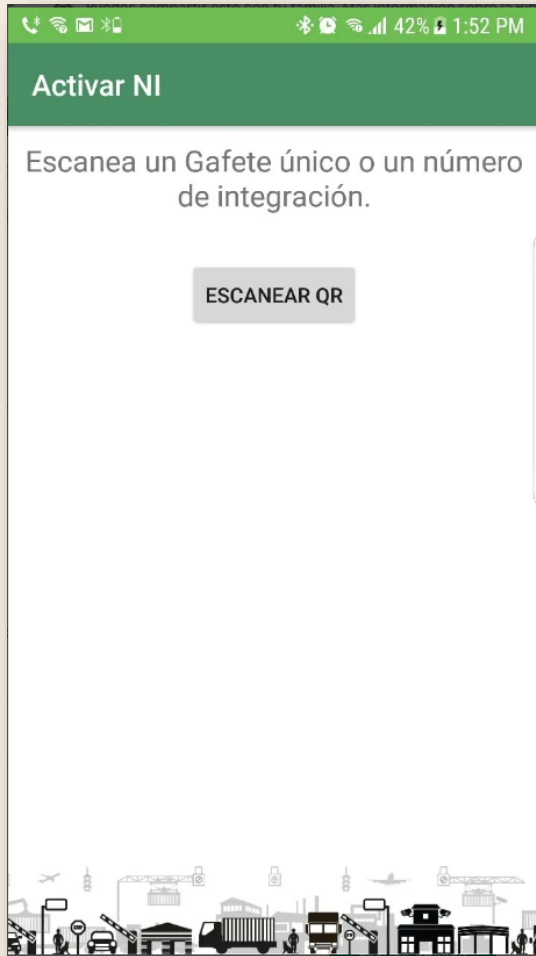 42% 1:52 PM
Activar NI
Escanea un Gafete único o un número
de integración.
ESCANEAR QR